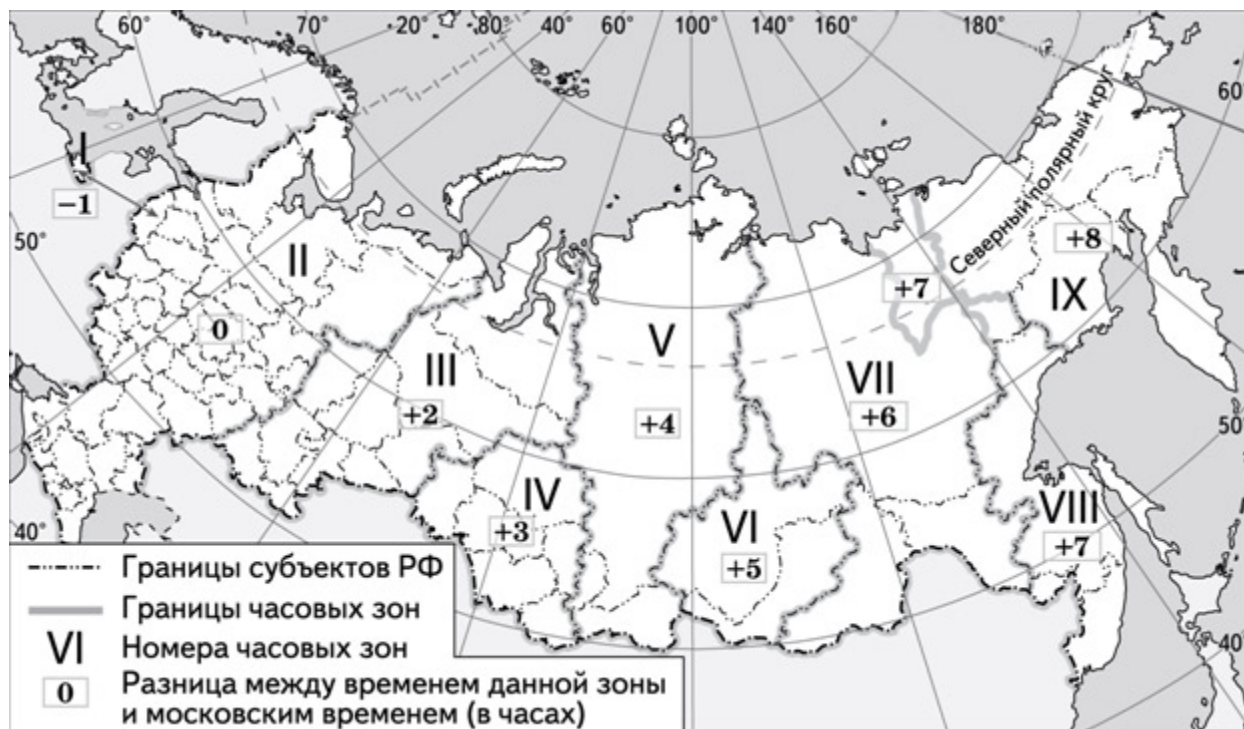 60° 70° 20° 80° 40° 60 100° 140° 160° 180° 60°
I
−1
50°
II
0
III
+2
IV
+3
V
+4
VI
+5
VII
+6
+7
Северный полярный круг
+8
IX
VIII
+7
50°
40°
40°
Границы субъектов РФ
Границы часовых зон
VI Номера часовых зон
0 Разница между временем данной зоны
и московским временем (в часах)